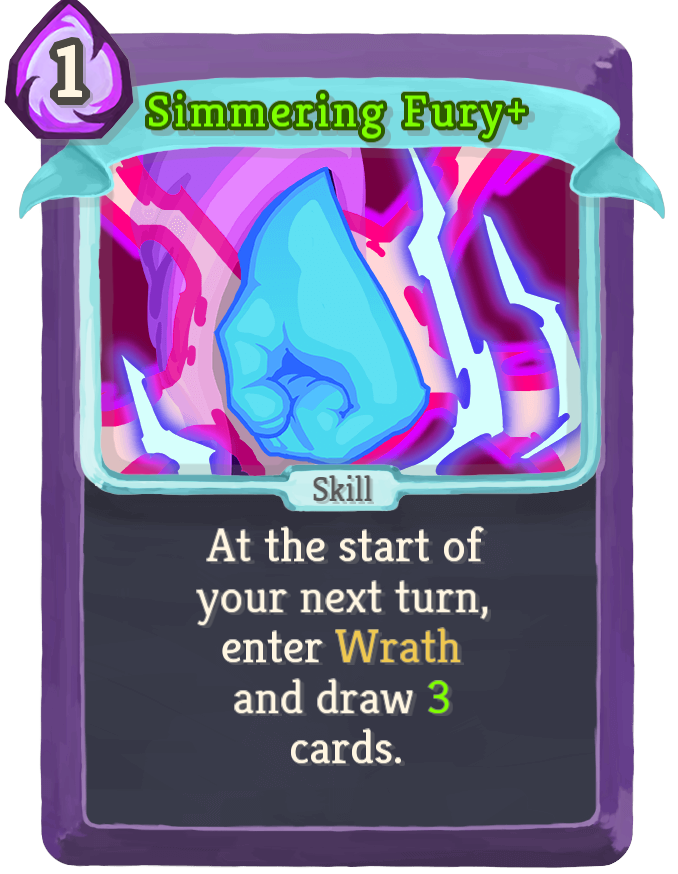 1
Simmering Fury+
Skill
At the start of
your next turn,
enter Wrath
and draw 3
cards.